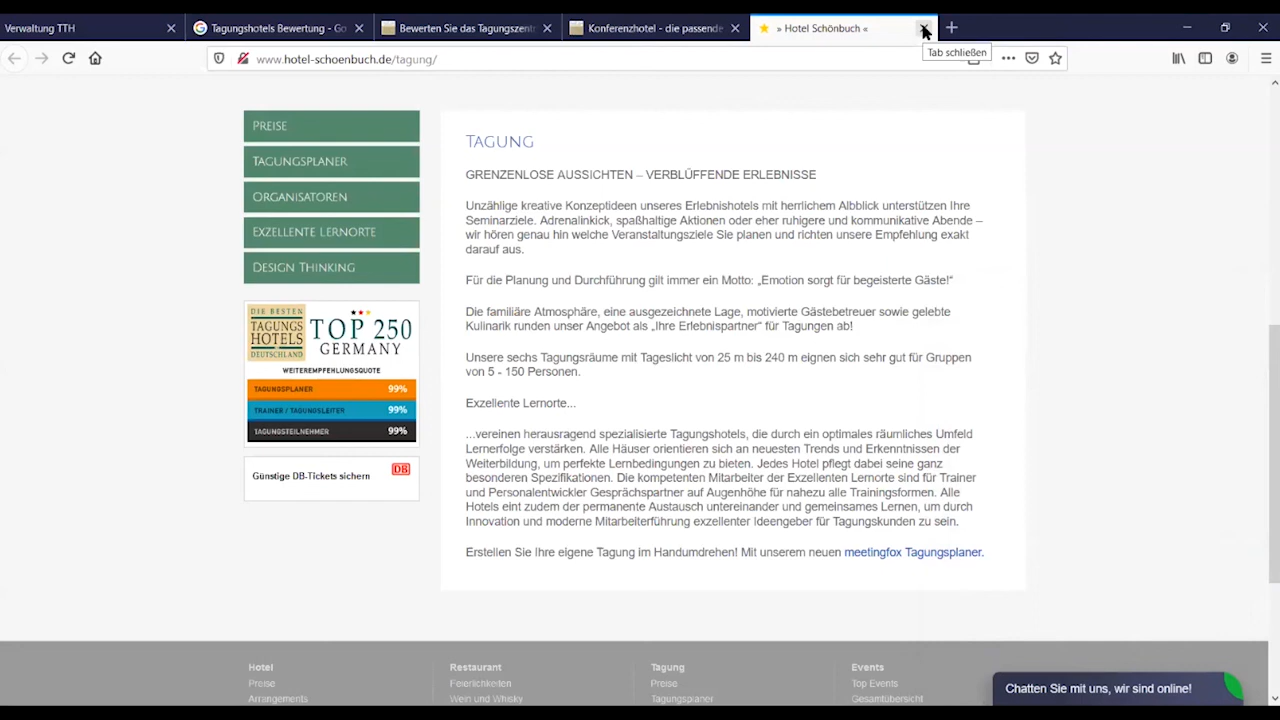 Verwaltung TTH
Tagungshotels Bewertung - Go
Bewerten Sie das Tagungszentr
Konferenzhotel - die passende
» Hotel Schönbuch «
Tab schließen
www.hotel-schoenbuch.de/tagung/
PREISE
TAGUNGSPLANER
ORGANISATOREN
EXZELLENTE LERNORTE
DESIGN THINKING
DIE BESTEN
TAGUNGS
HOTELS
IN
DEUTSCHLAND
TOP 250
GERMANY
WEITEREMPFEHLUNGSQUOTE
TAGUNGSPLANER 99%
TRAINER / TAGUNGSLEITER 99%
TAGUNGSTEILNEHMER 99%
Günstige DB-Tickets sichern DB
TAGUNG
GRENZENLOSE AUSSICHTEN – VERBLÜFFENDE ERLEBNISSE
Unzählige kreative Konzeptideen unseres Erlebnishotels mit herrlichem Albblick unterstützen Ihre
Seminarziele. Adrenalinkick, spaßhaltige Aktionen oder eher ruhigere und kommunikative Abende –
wir hören genau hin welche Veranstaltungsziele Sie planen und richten unsere Empfehlung exakt
darauf aus.
Für die Planung und Durchführung gilt immer ein Motto: „Emotion sorgt für begeisterte Gäste!“
Die familiäre Atmosphäre, eine ausgezeichnete Lage, motivierte Gästebetreuer sowie gelebte
Kulinarik runden unser Angebot als „Ihre Erlebnispartner“ für Tagungen ab!
Unsere sechs Tagungsräume mit Tageslicht von 25 m bis 240 m eignen sich sehr gut für Gruppen
von 5 - 150 Personen.
Exzellente Lernorte...
...vereinen herausragend spezialisierte Tagungshotels, die durch ein optimales räumliches Umfeld
Lernerfolge verstärken. Alle Häuser orientieren sich an neuesten Trends und Erkenntnissen der
Weiterbildung, um perfekte Lernbedingungen zu bieten. Jedes Hotel pflegt dabei seine ganz
besonderen Spezifikationen. Die kompetenten Mitarbeiter der Exzellenten Lernorte sind für Trainer
und Personalentwickler Gesprächspartner auf Augenhöhe für nahezu alle Trainingsformen. Alle
Hotels eint zudem der permanente Austausch untereinander und gemeinsames Lernen, um durch
Innovation und moderne Mitarbeiterführung exzellenter Ideengeber für Tagungskunden zu sein.
Erstellen Sie Ihre eigene Tagung im Handumdrehen! Mit unserem neuen meetingfox Tagungsplaner.
Hotel
Preise
Arrangements
Restaurant
Feierlichkeiten
Wein und Whisky
Tagung
Preise
Tagungsplaner
Events
Top Events
Gesamtübersicht
Chatten Sie mit uns, wir sind online!